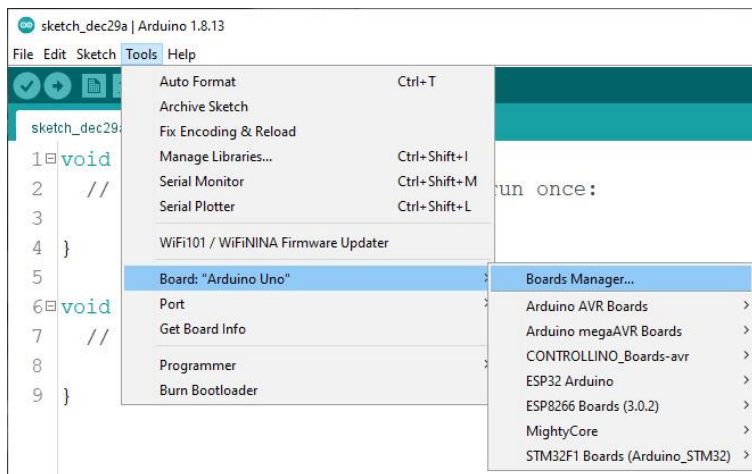 sketch_dec29a | Arduino 1.8.13
File Edit Sketch Tools Help
sketch_dec29
Auto Format Ctrl+T
Archive Sketch
Fix Encoding & Reload
Manage Libraries... Ctrl+Shift+I
Serial Monitor Ctrl+Shift+M
Serial Plotter Ctrl+Shift+L
WiFi101 / WiFiNINA Firmware Updater
Board: "Arduino Uno"
Port
Get Board Info
Programmer
Burn Bootloader
Boards Manager...
Arduino AVR Boards
Arduino megaAVR Boards
CONTROLLINO_Boards-avr
ESP32 Arduino
ESP8266 Boards (3.0.2)
MightyCore
STM32F1 Boards (Arduino_STM32)
1 void
2 // run once:
3
4 }
5
6 void
7 //
8
9 }